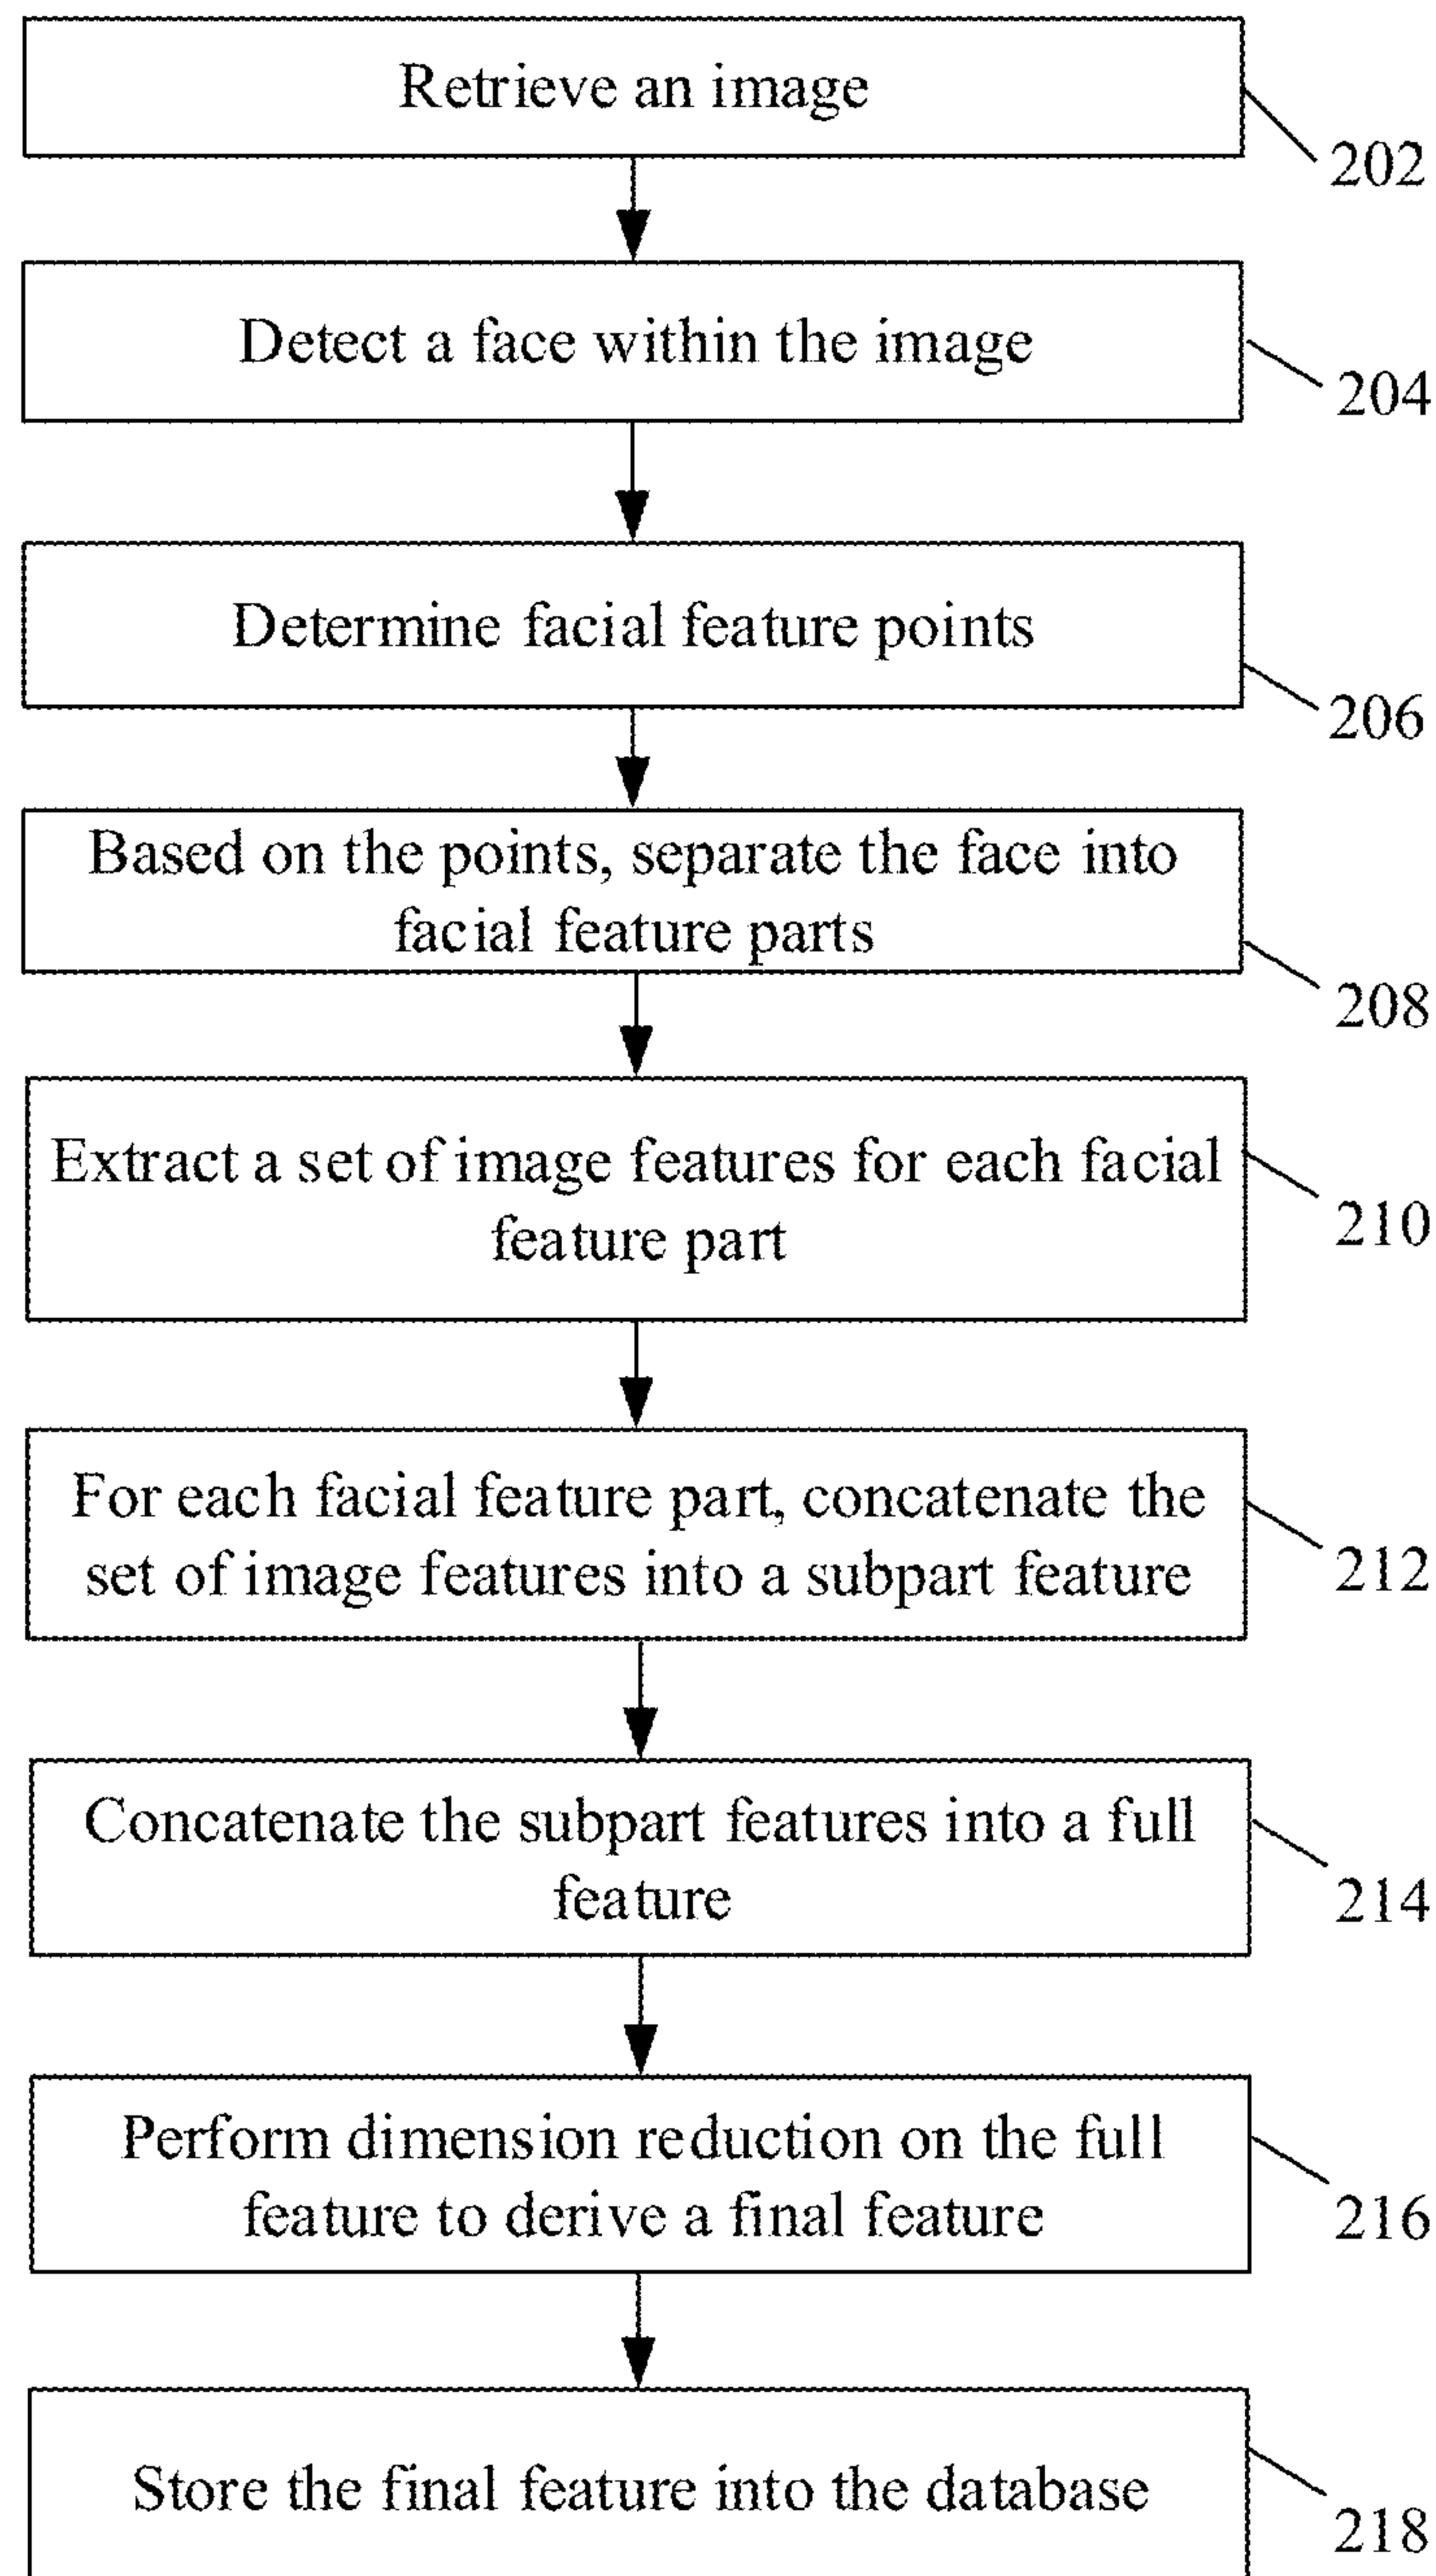 Retrieve an image
202
Detect a face within the image
204
Determine facial feature points
206
Based on the points, separate the face into
facial feature parts
208
Extract a set of image features for each facial
feature part
210
For each facial feature part, concatenate the
set of image features into a subpart feature
212
Concatenate the subpart features into a full
feature
214
Perform dimension reduction on the full
feature to derive a final feature
216
Store the final feature into the database
218